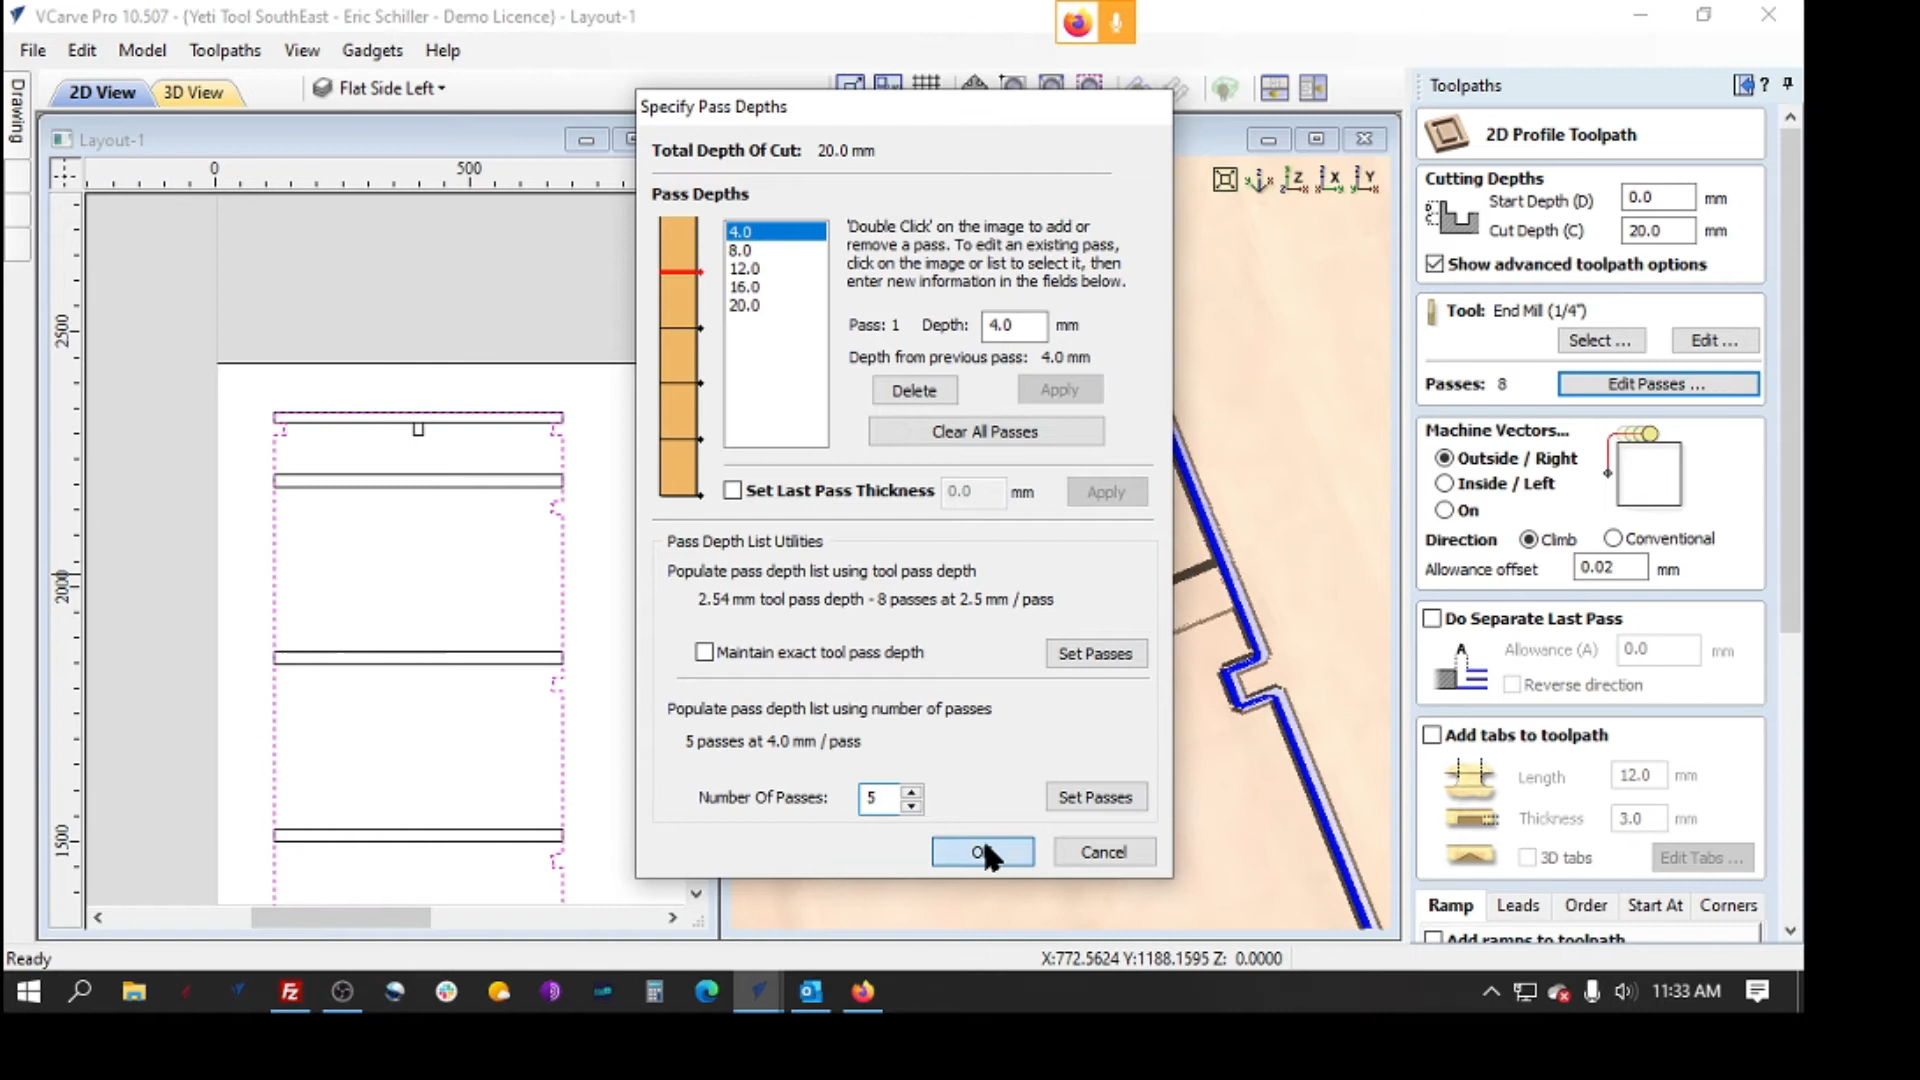 VCarve Pro 10.507 - {Yeti Tool SouthEast - Eric Schiller - Demo Licence} - Layout-1
File Edit Model Toolpaths View Gadgets Help
Drawing
2D View 3D View Flat Side Left
Layout-1
0 500
2500
2000
1500
Specify Pass Depths
Total Depth Of Cut: 20.0 mm
Pass Depths
4.0
8.0
12.0
16.0
20.0
'Double Click' on the image to add or
remove a pass. To edit an existing pass,
click on the image or list to select it, then
enter new information in the fields below.
Pass: 1 Depth: 4.0 mm
Depth from previous pass: 4.0 mm
Delete Apply
Clear All Passes
Set Last Pass Thickness 0.0 mm Apply
Pass Depth List Utilities
Populate pass depth list using tool pass depth
2.54 mm tool pass depth - 8 passes at 2.5 mm / pass
Maintain exact tool pass depth Set Passes
Populate pass depth list using number of passes
5 passes at 4.0 mm / pass
Number Of Passes: 5 Set Passes
Cancel
Z X Y
Toolpaths ?
2D Profile Toolpath
Cutting Depths
Start Depth (D) 0.0 mm
Cut Depth (C) 20.0 mm
Show advanced toolpath options
Tool: End Mill (1/4")
Select ... Edit ...
Passes: 8 Edit Passes ...
Machine Vectors...
Outside / Right
Inside / Left
On
Direction Climb Conventional
Allowance offset 0.02 mm
Do Separate Last Pass
A Allowance (A) 0.0 mm
Reverse direction
Add tabs to toolpath
Length 12.0 mm
Thickness 3.0 mm
3D tabs Edit Tabs ...
Ramp Leads Order Start At Corners
Add ramps to toolpath
Ready X:772.5624 Y:1188.1595 Z: 0.0000
Fz
11:33 AM